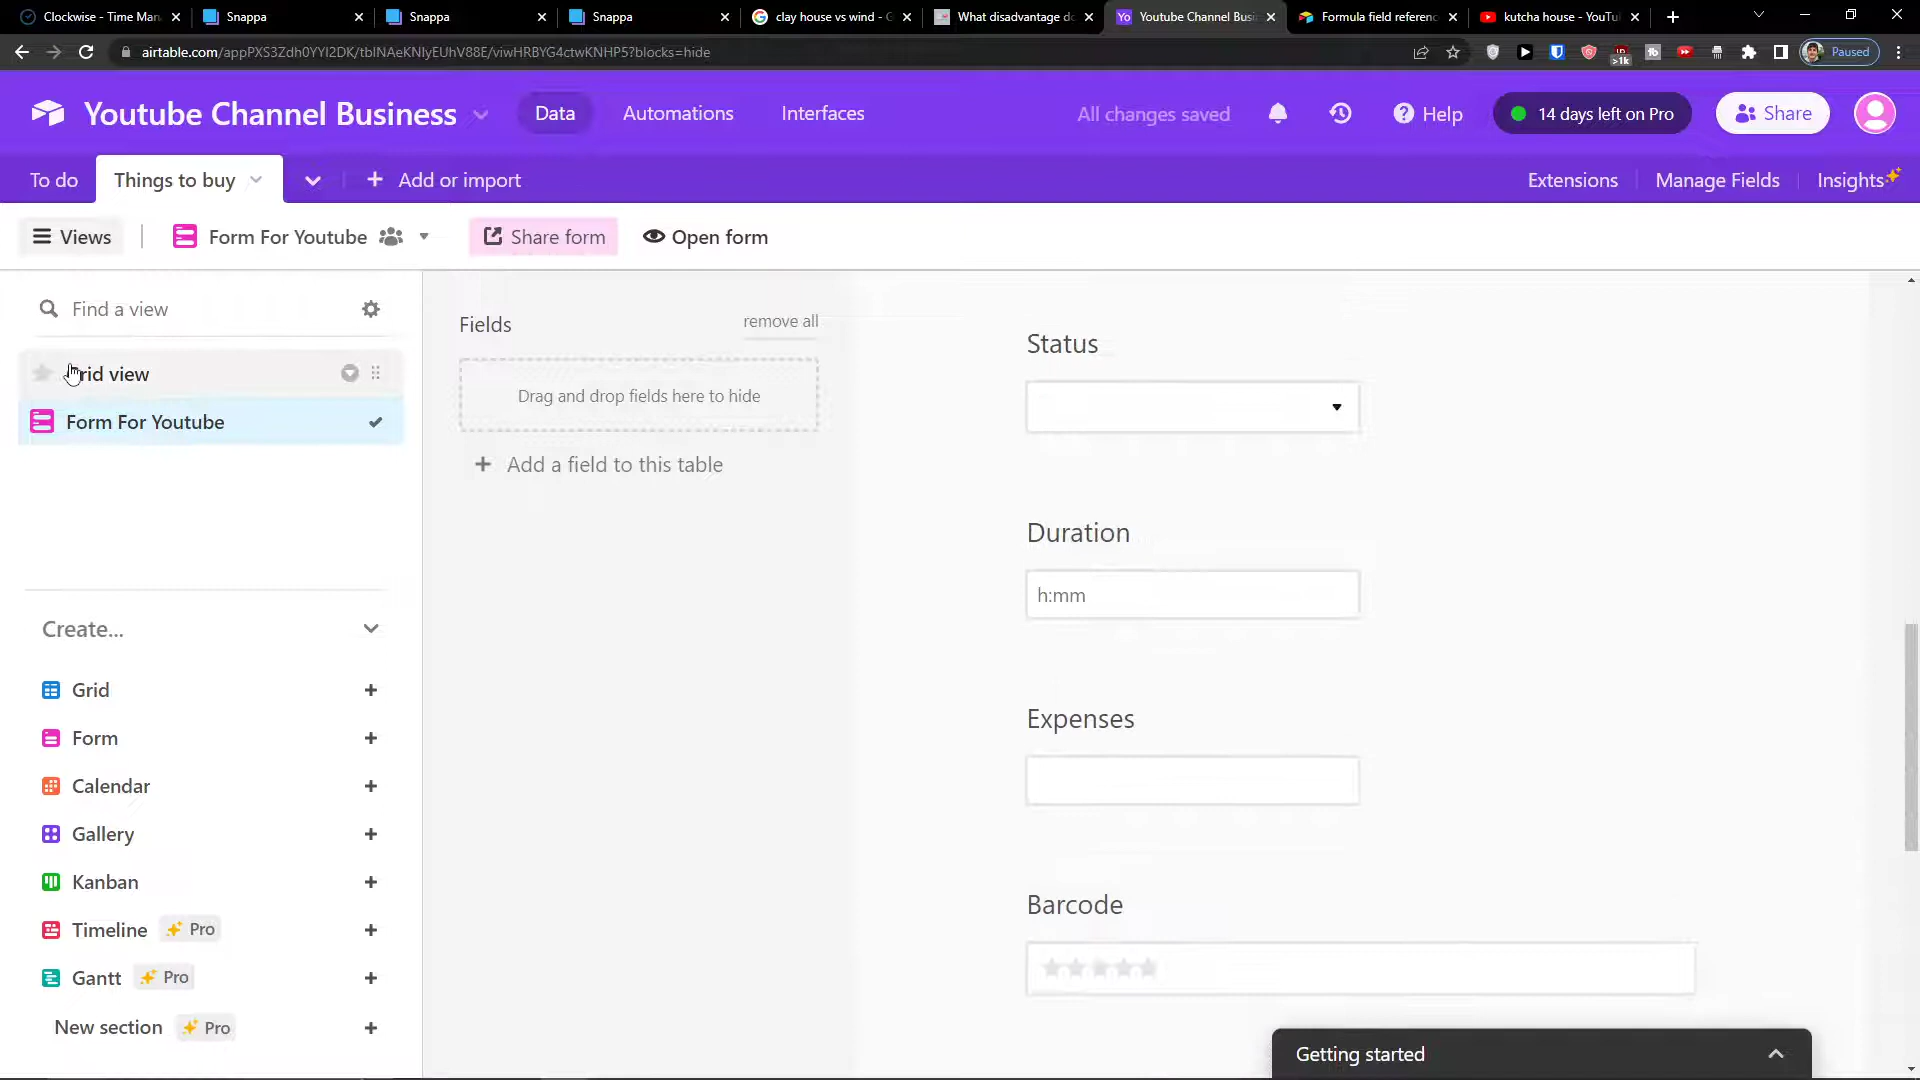 Clockwise - Time Man
Snappa
Snappa
Snappa
clay house vs wind - G
What disadvantage do
Yo
Youtube Channel Busin
Formula field referenc
kutcha house - YouTu
airtable.com/appPXS3Zdh0YYI2DK/tblNAeKNIyEUhV88E/viwHRBYG4ctwKNHP5?blocks=hide
>1k
Paused
Youtube Channel Business
Data
Automations
Interfaces
All changes saved
Help
14 days left on Pro
Share
To do
Things to buy
Add or import
Extensions
Manage Fields
Insights
Views
Form For Youtube
Share form
Open form
Find a view
rid view
Form For Youtube
Create...
Grid
Form
Calendar
Gallery
Kanban
Timeline
Pro
Gantt
Pro
New section
Pro
Fields
remove all
Drag and drop fields here to hide
Add a field to this table
Status
Duration
h:mm
Expenses
Barcode
Getting started